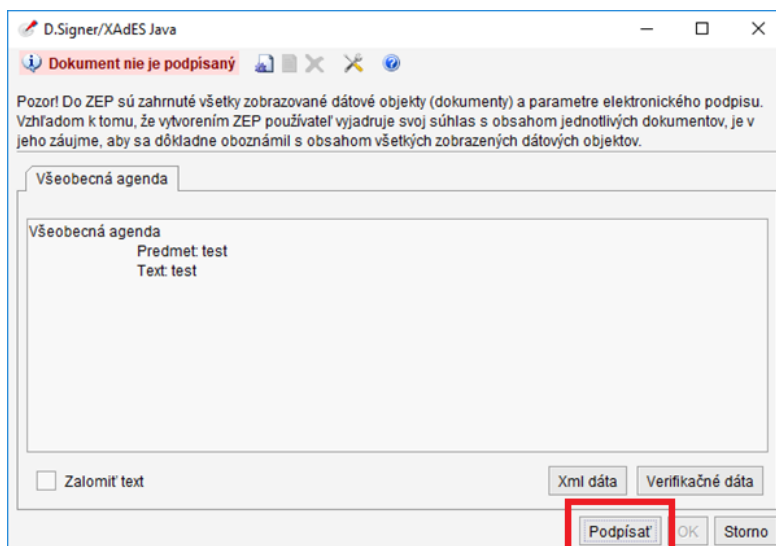 D.Signer/XAdES Java
Dokument nie je podpísaný
Pozor! Do ZEP sú zahrnuté všetky zobrazované dátové objekty (dokumenty) a parametre elektronického podpisu.
Vzhľadom k tomu, že vytvorením ZEP používateľ vyjadruje svoj súhlas s obsahom jednotlivých dokumentov, je v
jeho záujme, aby sa dôkladne oboznámil s obsahom všetkých zobrazených dátových objektov.
Všeobecná agenda
Všeobecná agenda
Predmet: test
Text: test
Zalomiť text
Xml dáta
Verifikačné dáta
Podpísať
OK
Storno